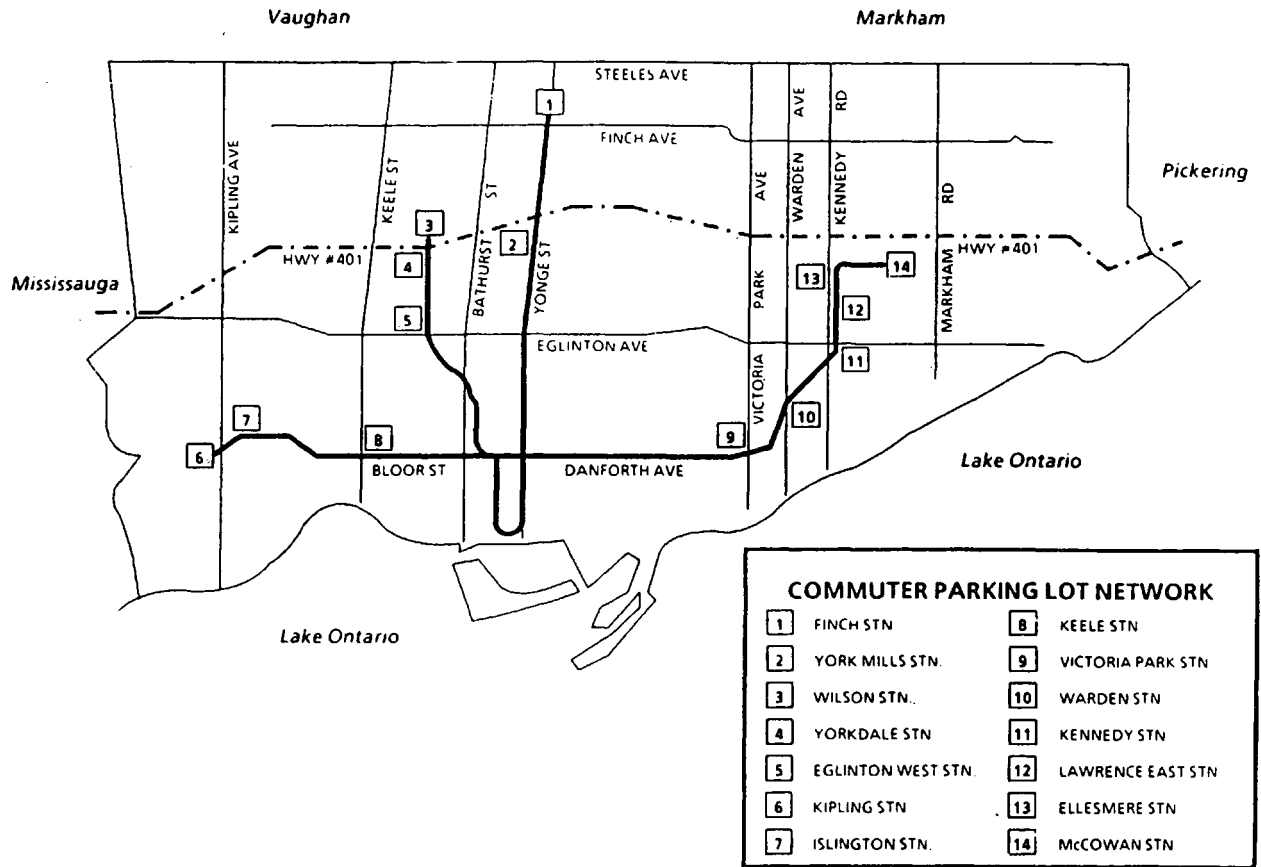 Vaughan
Markham
STEELES AVE
1
FINCH AVE
AVE
RD
Pickering
KIPLING AVE
KEELE ST
ST
AVE
WARDEN
KENNEDY
RD
3
2
HWY #401
4
BATHURST
YONGE ST
HWY #401
13
14
Mississauga
PARK
12
MARKHAM
5
EGLINTON AVE
11
VICTORIA
7
10
6
8
9
BLOOR ST
DANFORTH AVE
Lake Ontario
Lake Ontario
COMMUTER PARKING LOT NETWORK
1 FINCH STN
8 KEELE STN
2 YORK MILLS STN.
9 VICTORIA PARK STN
3 WILSON STN..
10 WARDEN STN
4 YORKDALE STN
11 KENNEDY STN
5 EGLINTON WEST STN.
12 LAWRENCE EAST STN
6 KIPLING STN
13 ELLESMERE STN
7 ISLINGTON STN.
14 McCOWAN STN